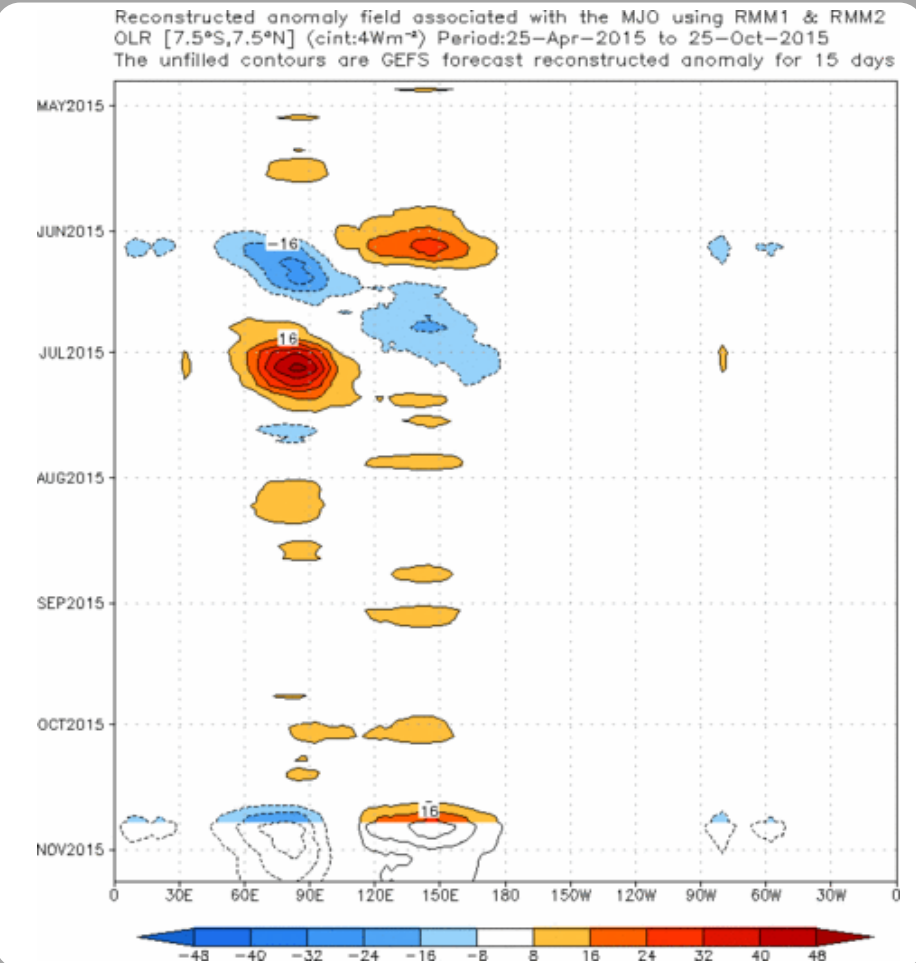 Reconstructed anomaly field associated with the MJO using RMM1 & RMM2
OLR [7.5°S,7.5°N] (cint:4Wm⁻²) Period:25-Apr-2015 to 25-Oct-2015
The unfilled contours are GEFS forecast reconstructed anomaly for 15 days
MAY2015
JUN2015
-16
16
JUL2015
AUG2015
SEP2015
OCT2015
16
NOV2015
0 30E 60E 90E 120E 150E 180 150W 120W 90W 60W 30W 0
-48 -40 -32 -24 -16 -8 8 16 24 32 40 48